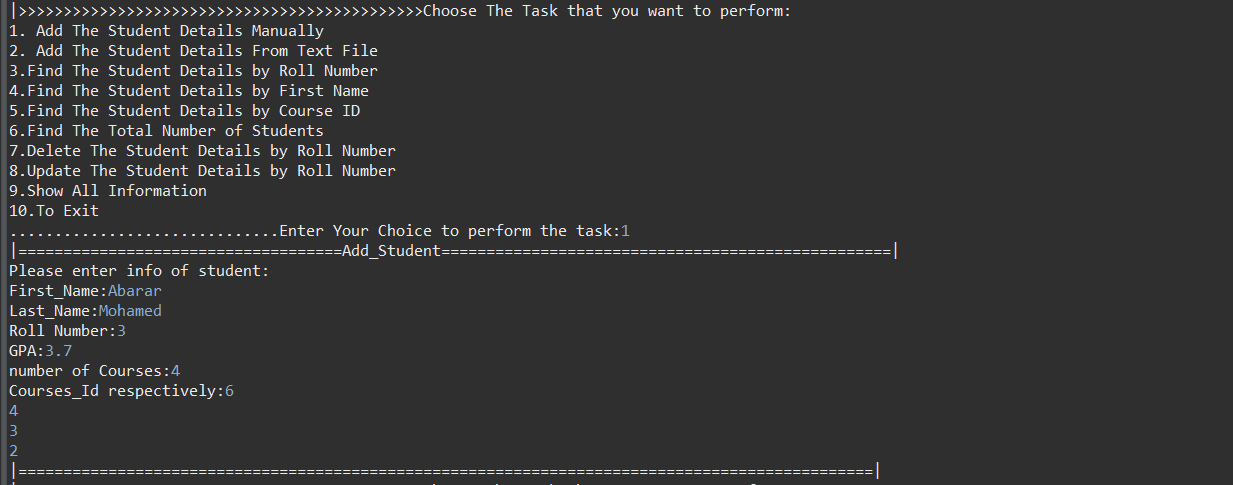 |>>>>>>>>>>>>>>>>>>>>>>>>>>>>>>>>>>>>>>>>>>>>>Choose The Task that you want to perform:
1. Add The Student Details Manually
2. Add The Student Details From Text File
3.Find The Student Details by Roll Number
4.Find The Student Details by First Name
5.Find The Student Details by Course ID
6.Find The Total Number of Students
7.Delete The Student Details by Roll Number
8.Update The Student Details by Roll Number
9.Show All Information
10.To Exit
..............................Enter Your Choice to perform the task:1
|====================================Add_Student==================================================|
Please enter info of student:
First_Name:Abarar
Last_Name:Mohamed
Roll Number:3
GPA:3.7
number of Courses:4
Courses_Id respectively:6
4
3
2
|===============================================================================================|